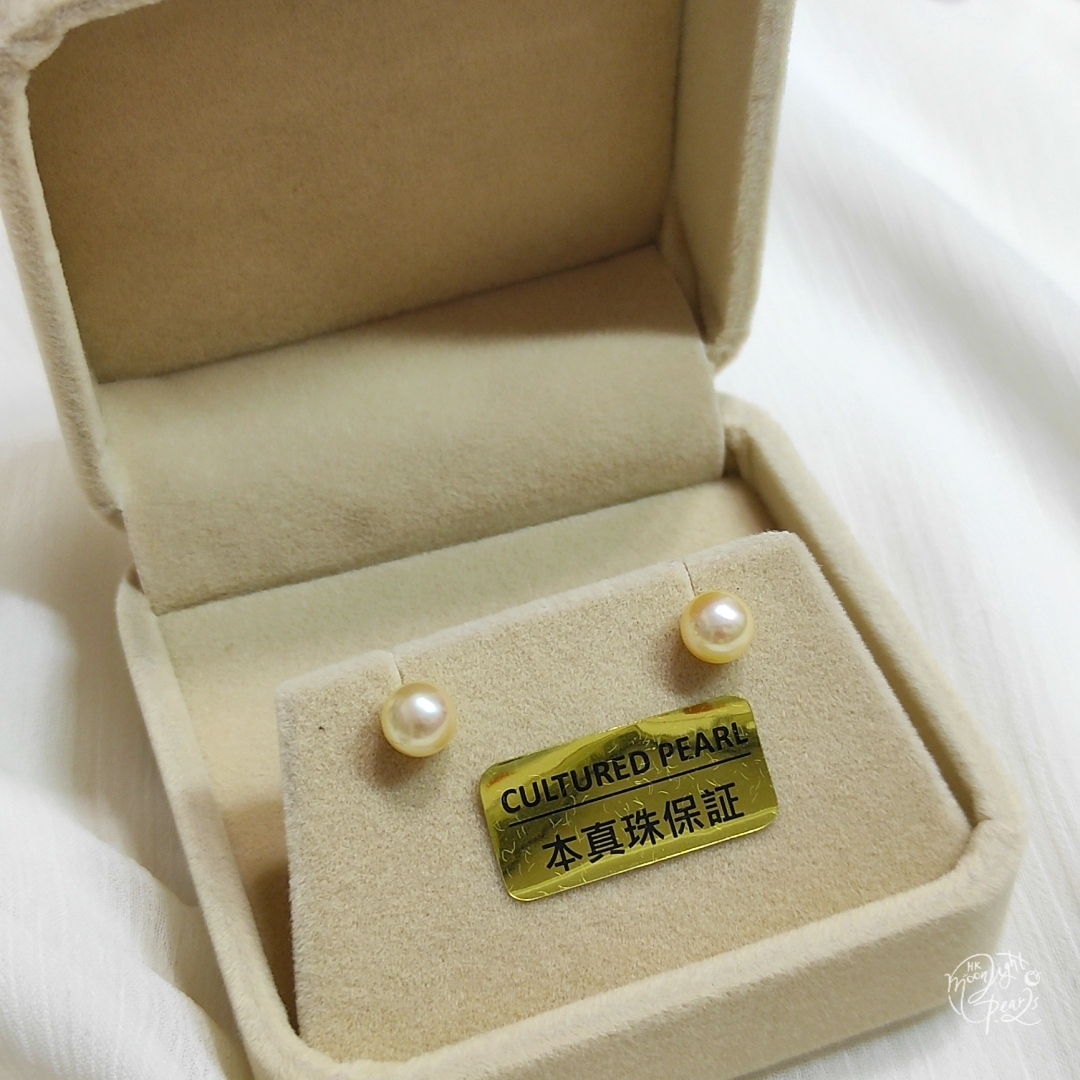 CULTURED PEARL
本真珠保証
HK
Moonlight
Pearls